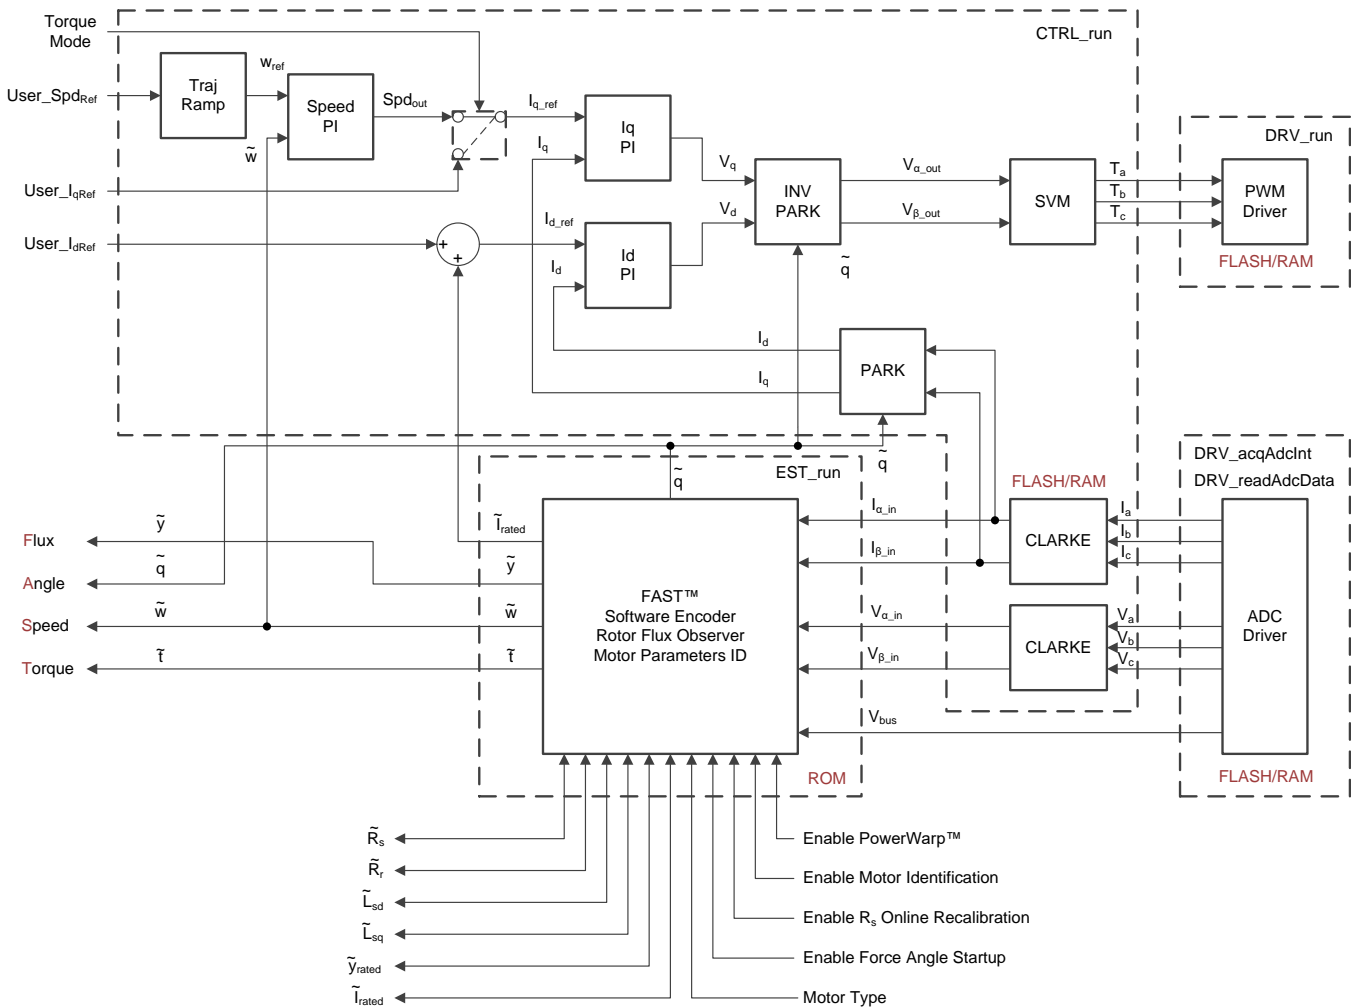 Torque
Mode
CTRL_run
User_SpdRef
Traj
Ramp
wref
Speed
PI
w̃
Spdout
Iq_ref
Iq
Iq
PI
Vq
Vd
INV
PARK
Vα_out
Vβ_out
SVM
Ta
Tb
Tc
DRV_run
PWM
Driver
FLASH/RAM
User_IqRef
User_IdRef
+
+
Id_ref
Id
Id
PI
q̃
Id
Iq
PARK
q̃
q̃
EST_run
FLASH/RAM
DRV_acqAdcInt
DRV_readAdcData
Flux
ỹ
Angle
q̃
Speed
w̃
Torque
t̃
Ĩrated
ỹ
w̃
t̃
FAST™
Software Encoder
Rotor Flux Observer
Motor Parameters ID
Iα_in
Iβ_in
Vα_in
Vβ_in
Vbus
CLARKE
CLARKE
Ia
Ib
Ic
Va
Vb
Vc
ADC
Driver
ROM
FLASH/RAM
R̃s
R̃r
L̃sd
L̃sq
ỹrated
Ĩrated
Enable PowerWarp™
Enable Motor Identification
Enable Rs Online Recalibration
Enable Force Angle Startup
Motor Type